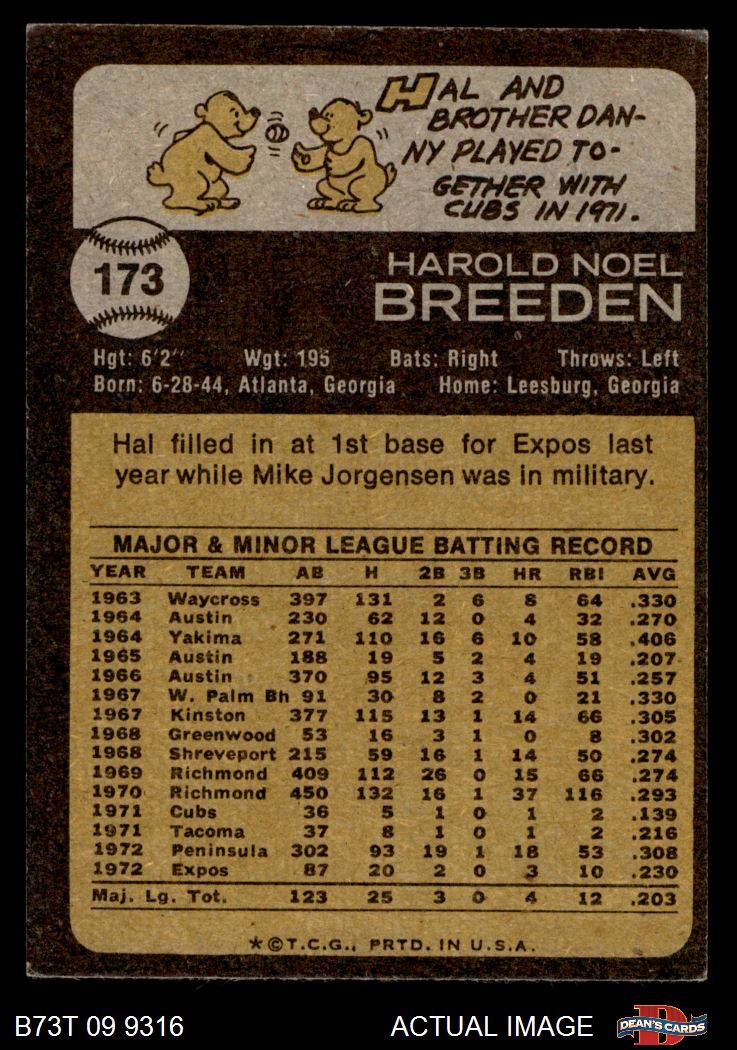 HAL AND
BROTHER DAN-
NY PLAYED TO-
GETHER WITH
CUBS IN 1971.
173
HAROLD NOEL
BREEDEN
Hgt: 6'2" Wgt: 195 Bats: Right Throws: Left
Born: 6-28-44, Atlanta, Georgia Home: Leesburg, Georgia
Hal filled in at 1st base for Expos last
year while Mike Jorgensen was in military.
MAJOR & MINOR LEAGUE BATTING RECORD
YEAR TEAM AB H 2B 3B HR RBI AVG
1963 Waycross 397 131 2 6 8 64 .330
1964 Austin 230 62 12 0 4 32 .270
1964 Yakima 271 110 16 6 10 58 .406
1965 Austin 188 19 5 2 4 19 .207
1966 Austin 370 95 12 3 4 51 .257
1967 W. Palm Bh 91 30 8 2 0 21 .330
1967 Kinston 377 115 13 1 14 66 .305
1968 Greenwood 53 16 3 1 0 8 .302
1968 Shreveport 215 59 16 1 14 50 .274
1969 Richmond 409 112 26 0 15 66 .274
1970 Richmond 450 132 16 1 37 116 .293
1971 Cubs 36 5 1 0 1 2 .139
1971 Tacoma 37 8 1 0 1 2 .216
1972 Peninsula 302 93 19 1 18 53 .308
1972 Expos 87 20 2 0 3 10 .230
Maj. Lg. Tot. 123 25 3 0 4 12 .203
*©T.C.G., PRTD. IN U.S.A.
B73T 09 9316 ACTUAL IMAGE D DEAN'S CARDS